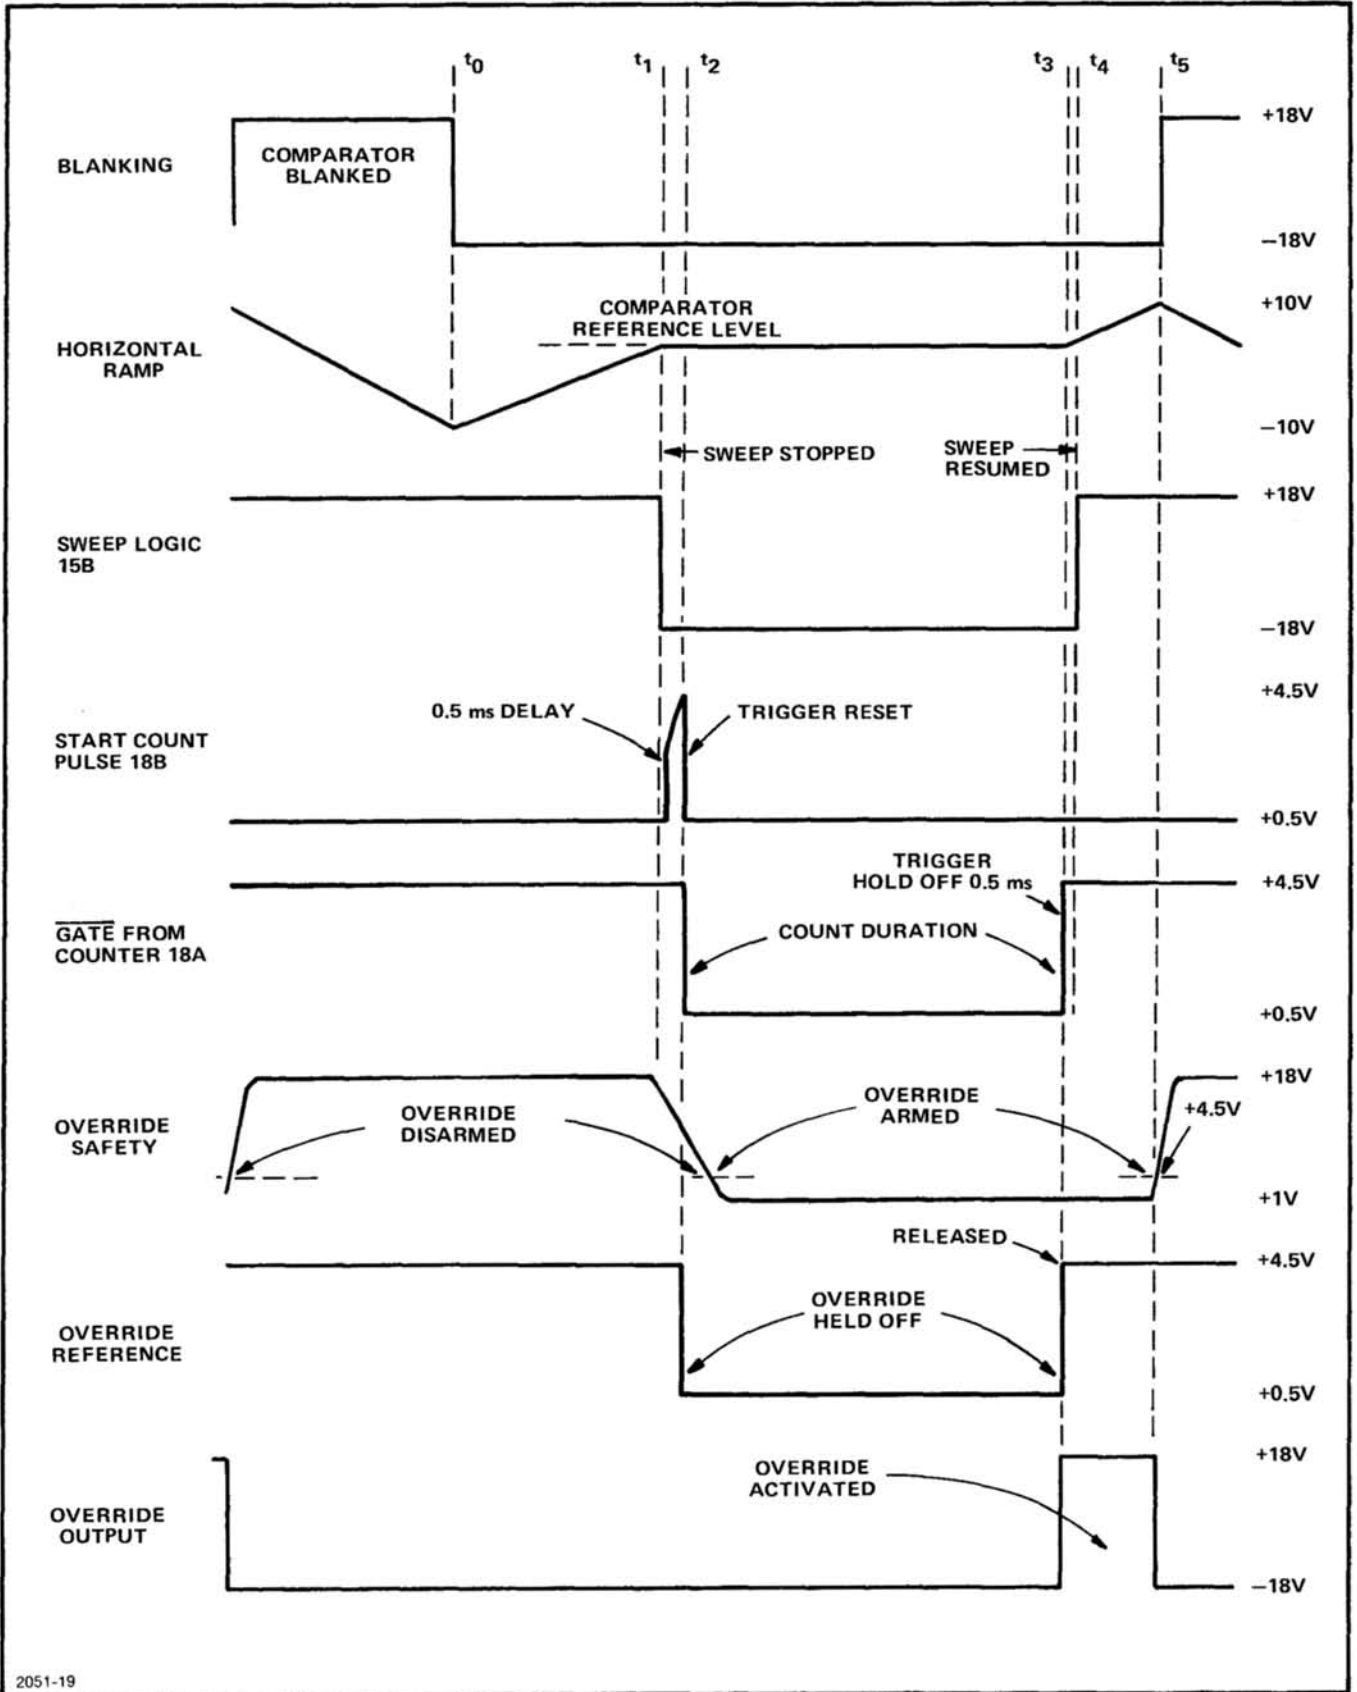 t0 t1 t2 t3 t4 t5
+18V
BLANKING
COMPARATOR
BLANKED
−18V
+10V
COMPARATOR
REFERENCE LEVEL
HORIZONTAL
RAMP
−10V
SWEEP STOPPED
SWEEP
RESUMED
+18V
SWEEP LOGIC
15B
−18V
+4.5V
0.5 ms DELAY
TRIGGER RESET
START COUNT
PULSE 18B
+0.5V
TRIGGER
HOLD OFF 0.5 ms
+4.5V
GATE FROM
COUNTER 18A
COUNT DURATION
+0.5V
+18V
OVERRIDE
SAFETY
OVERRIDE
DISARMED
OVERRIDE
ARMED
+4.5V
+1V
RELEASED
+4.5V
OVERRIDE
REFERENCE
OVERRIDE
HELD OFF
+0.5V
+18V
OVERRIDE
ACTIVATED
OVERRIDE
OUTPUT
−18V
2051-19